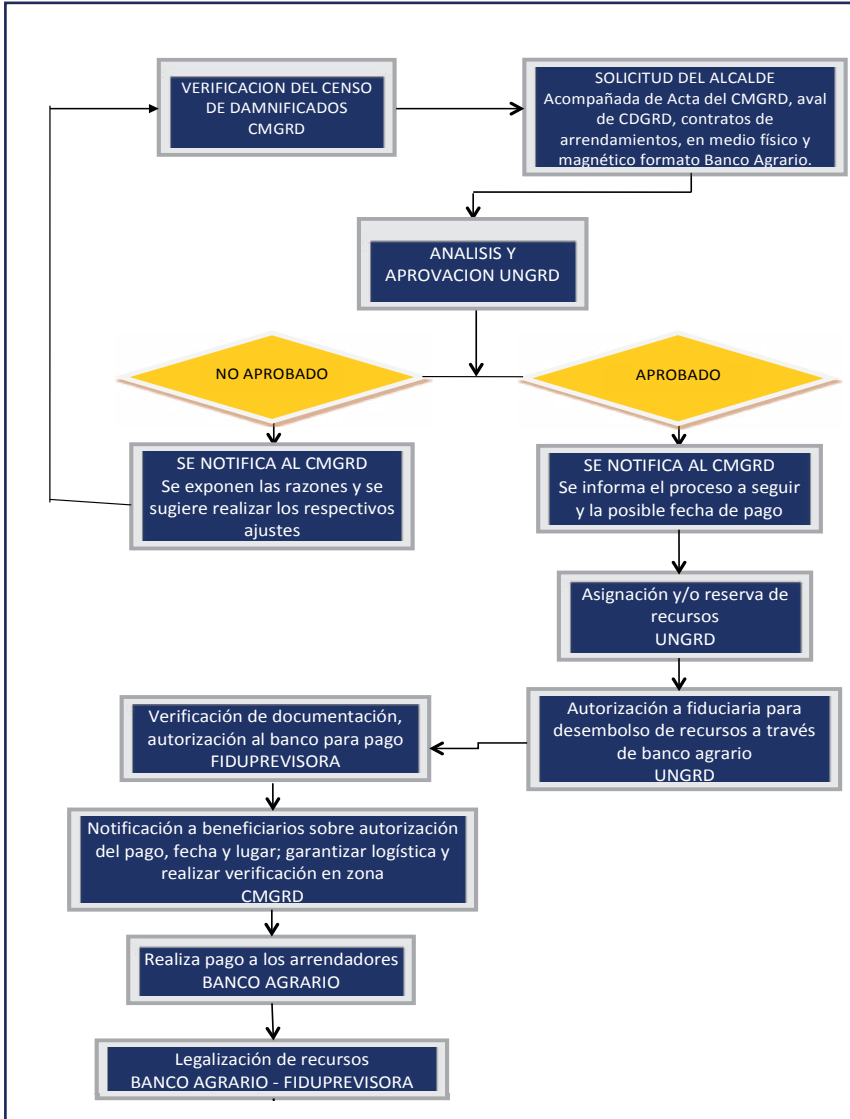 VERIFICACION DEL CENSO
DE DAMNIFICADOS
CMGRD
SOLICITUD DEL ALCALDE
Acompañada de Acta del CMGRD, aval
de CDGRD, contratos de
arrendamientos, en medio físico y
magnético formato Banco Agrario.
ANALISIS Y
APROVACION UNGRD
NO APROBADO
APROBADO
SE NOTIFICA AL CMGRD
Se exponen las razones y se
sugiere realizar los respectivos
ajustes
SE NOTIFICA AL CMGRD
Se informa el proceso a seguir
y la posible fecha de pago
Asignación y/o reserva de
recursos
UNGRD
Autorización a fiduciaria para
desembolso de recursos a través
de banco agrario
UNGRD
Verificación de documentación,
autorización al banco para pago
FIDUPREVISORA
Notificación a beneficiarios sobre autorización
del pago, fecha y lugar; garantizar logística y
realizar verificación en zona
CMGRD
Realiza pago a los arrendadores
BANCO AGRARIO
Legalización de recursos
BANCO AGRARIO - FIDUPREVISORA